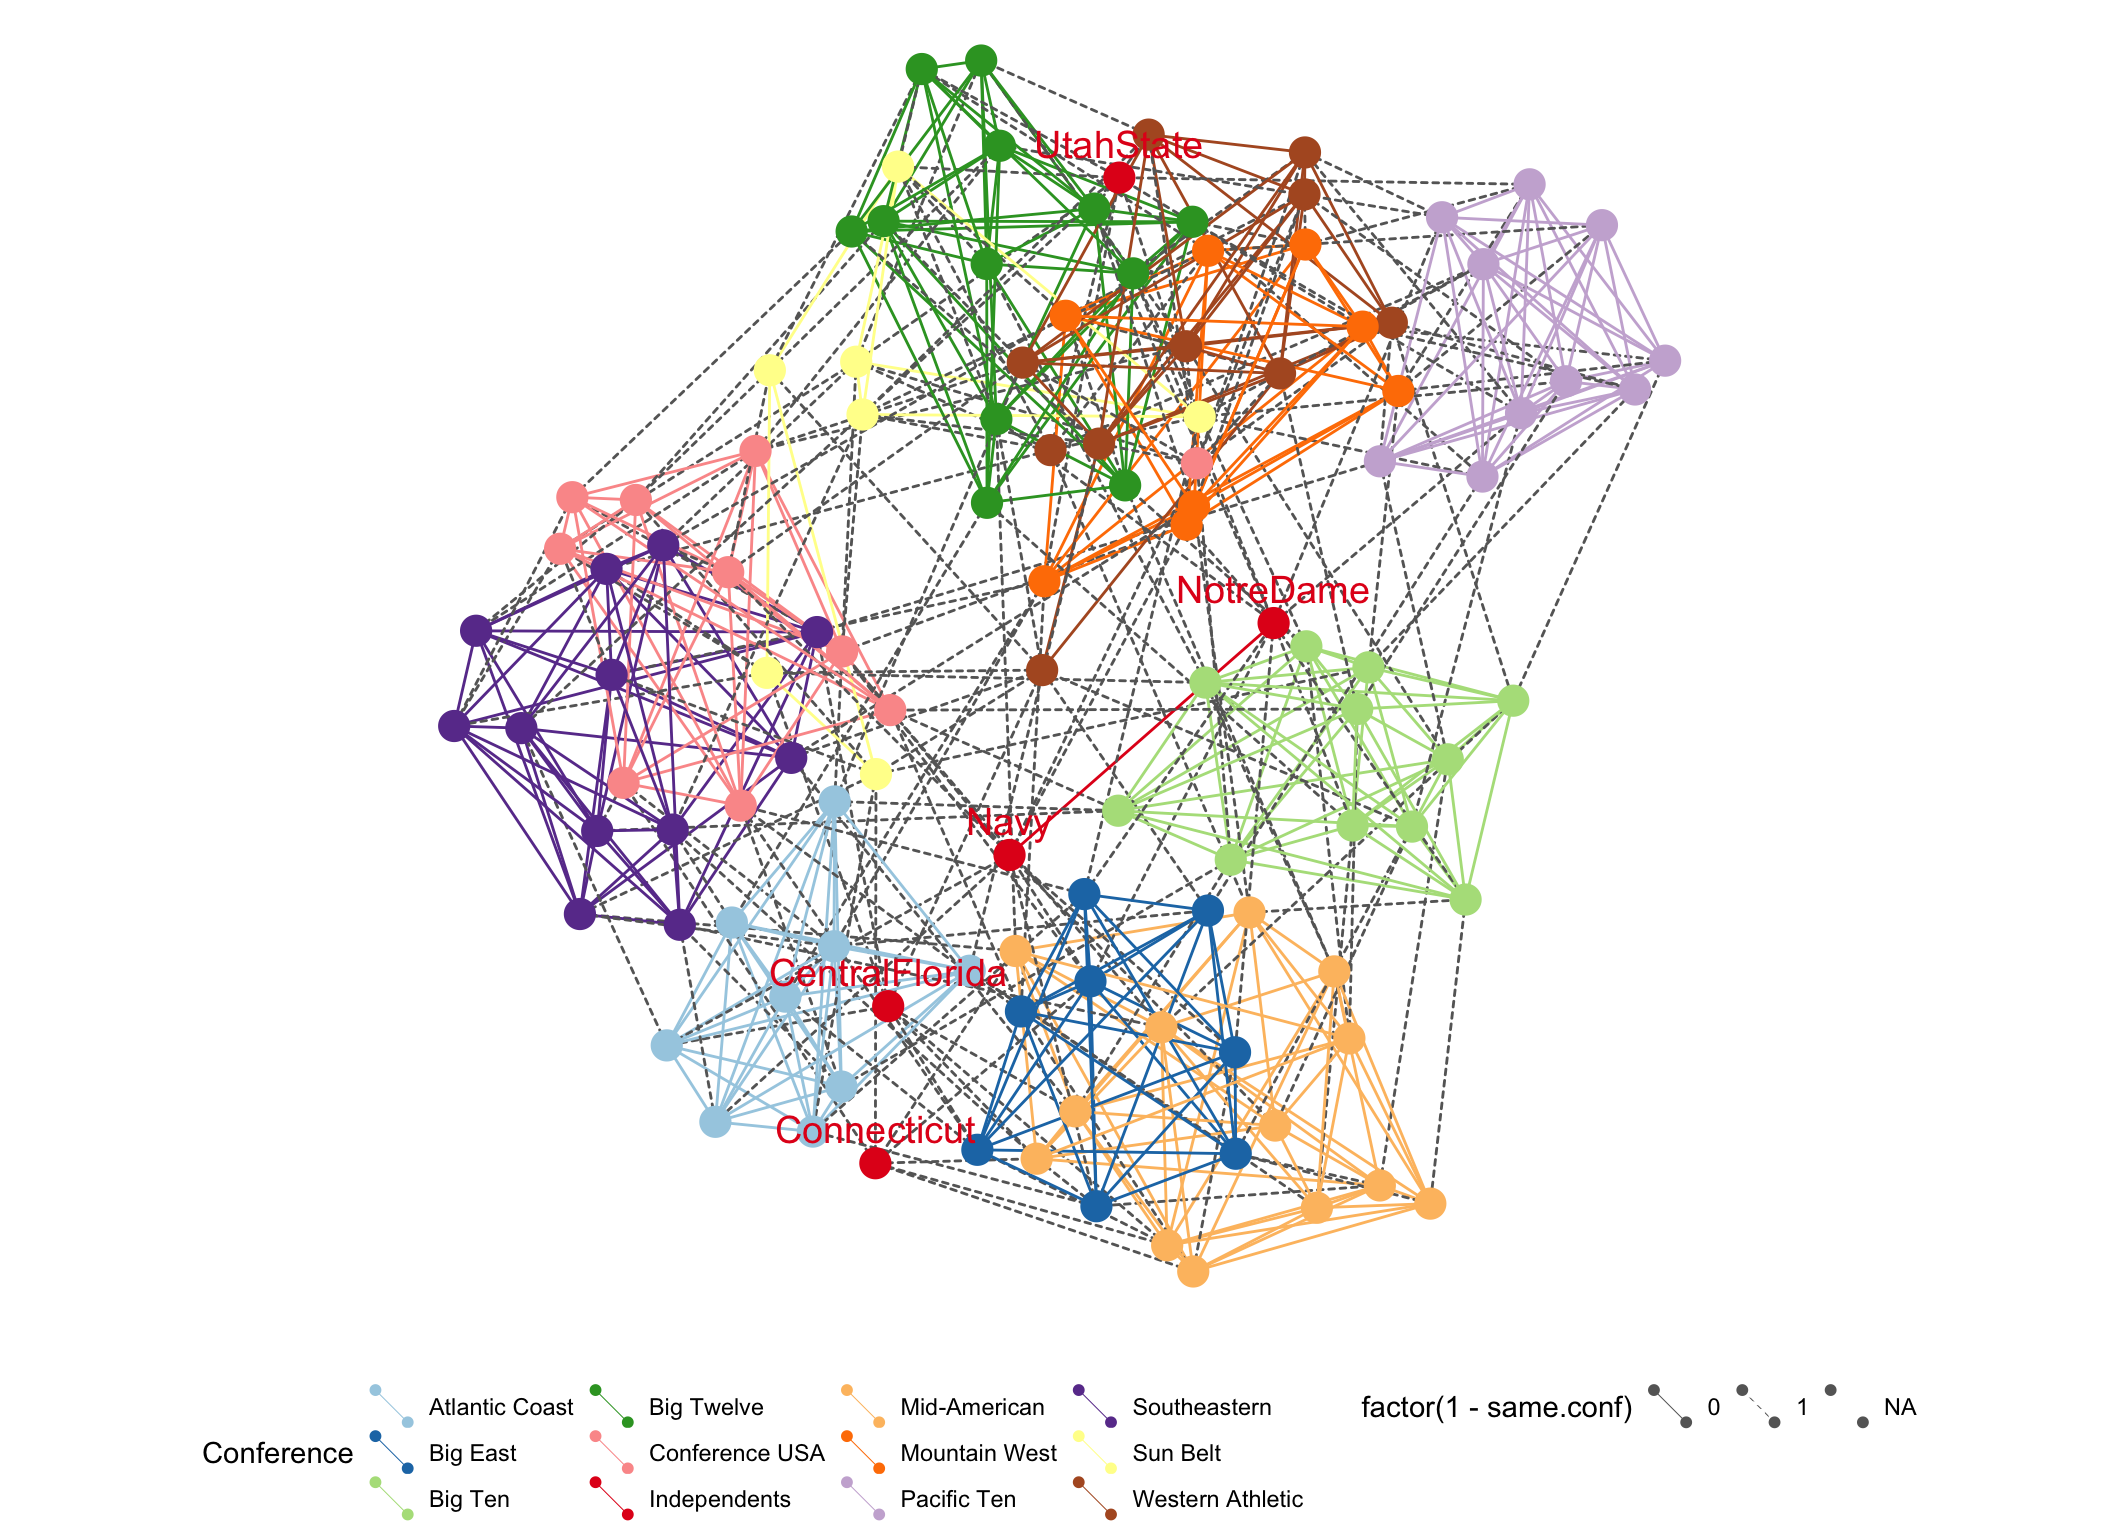 UtahState
NotreDame
Navy
CentralFlorida
Connecticut
Conference
Atlantic Coast
Big East
Big Ten
Big Twelve
Conference USA
Independents
Mid-American
Mountain West
Pacific Ten
Southeastern
Sun Belt
Western Athletic
factor(1 - same.conf)
0
1
NA